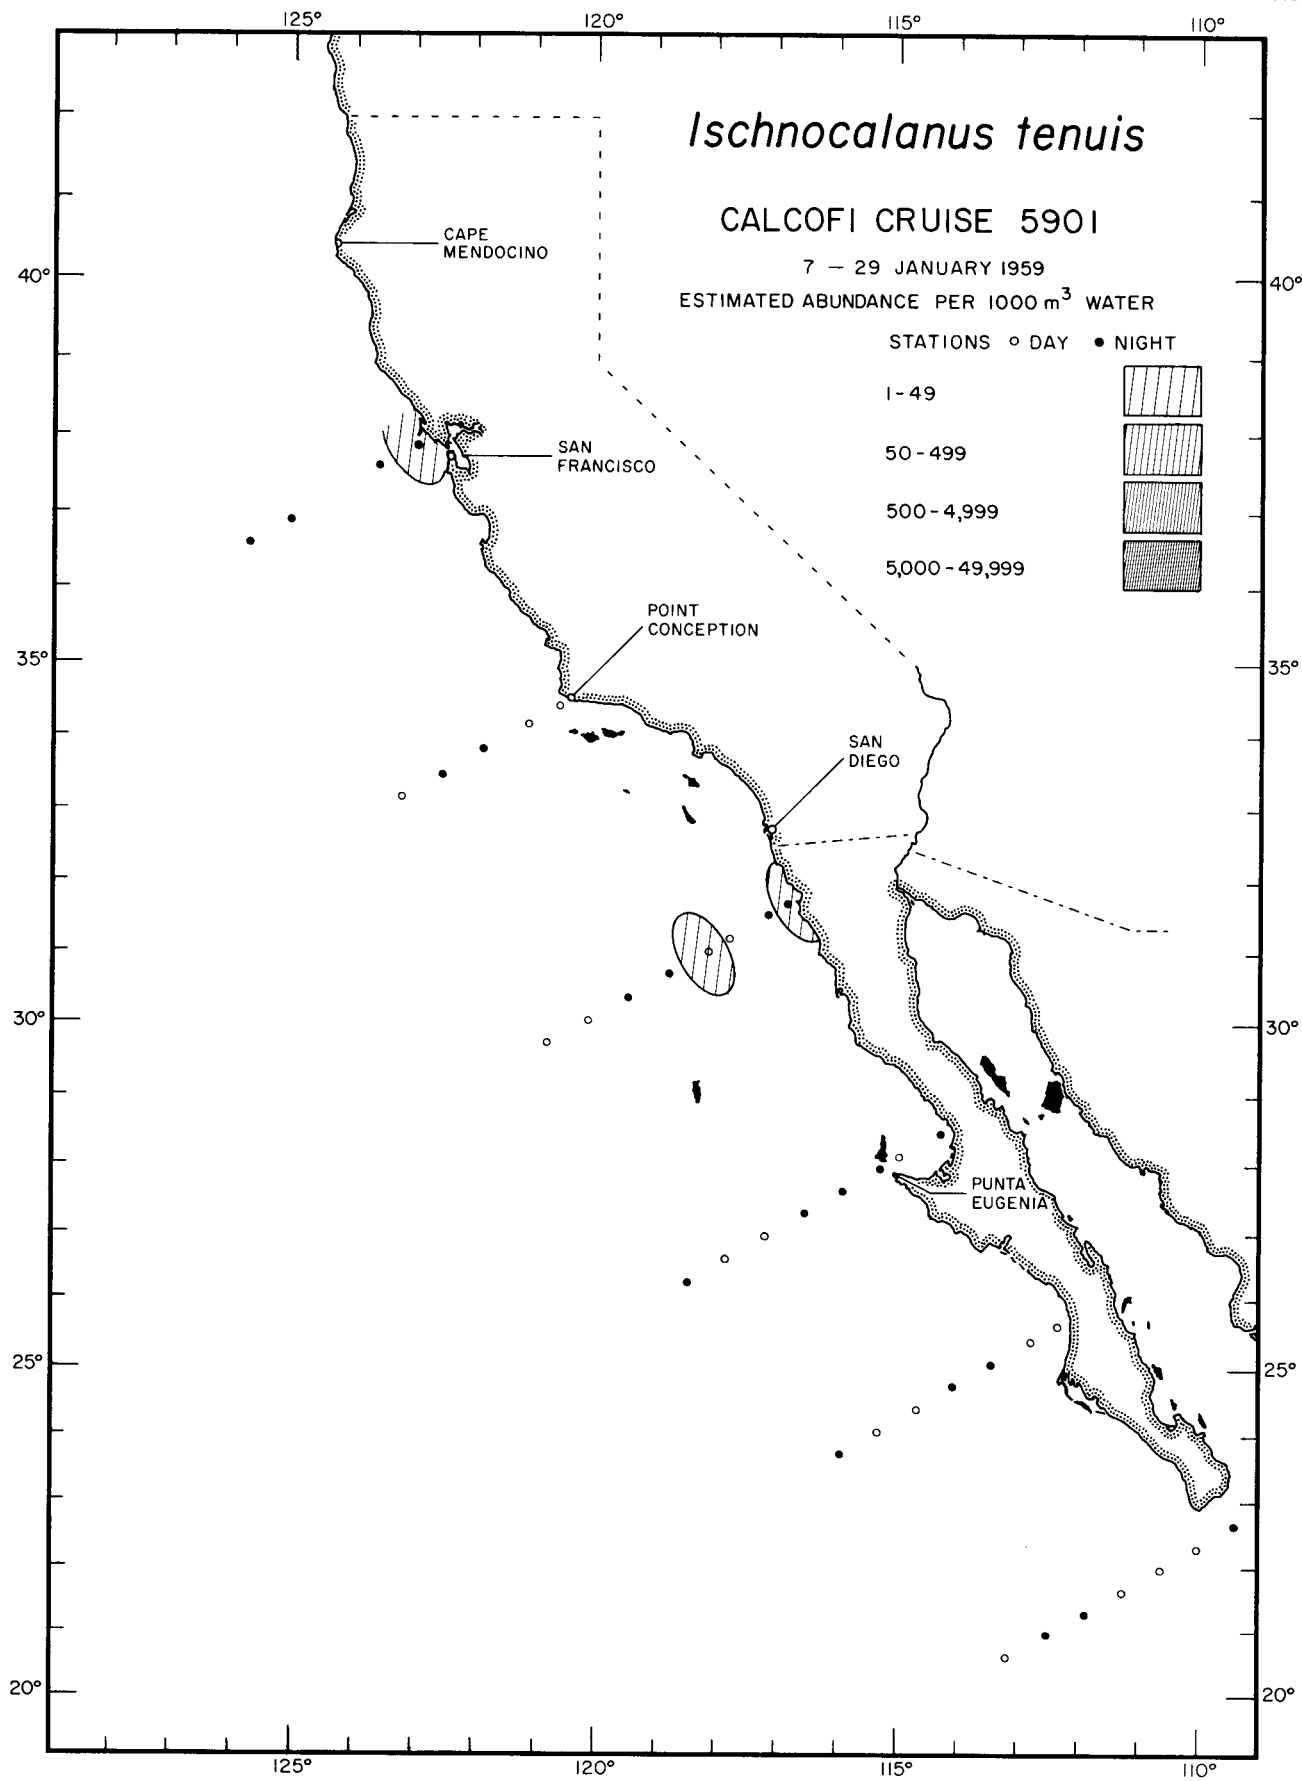 125° 120° 115° 110°
Ischnocalanus tenuis
CALCOFI CRUISE 5901
7 – 29 JANUARY 1959
ESTIMATED ABUNDANCE PER 1000 m³ WATER
STATIONS ○ DAY ● NIGHT
1-49
50-499
500-4,999
5,000-49,999
CAPE
MENDOCINO
40° 40°
SAN
FRANCISCO
POINT
CONCEPTION
35° 35°
SAN
DIEGO
30° 30°
PUNTA
EUGENIA
25° 25°
20° 20°
125° 120° 115° 110°